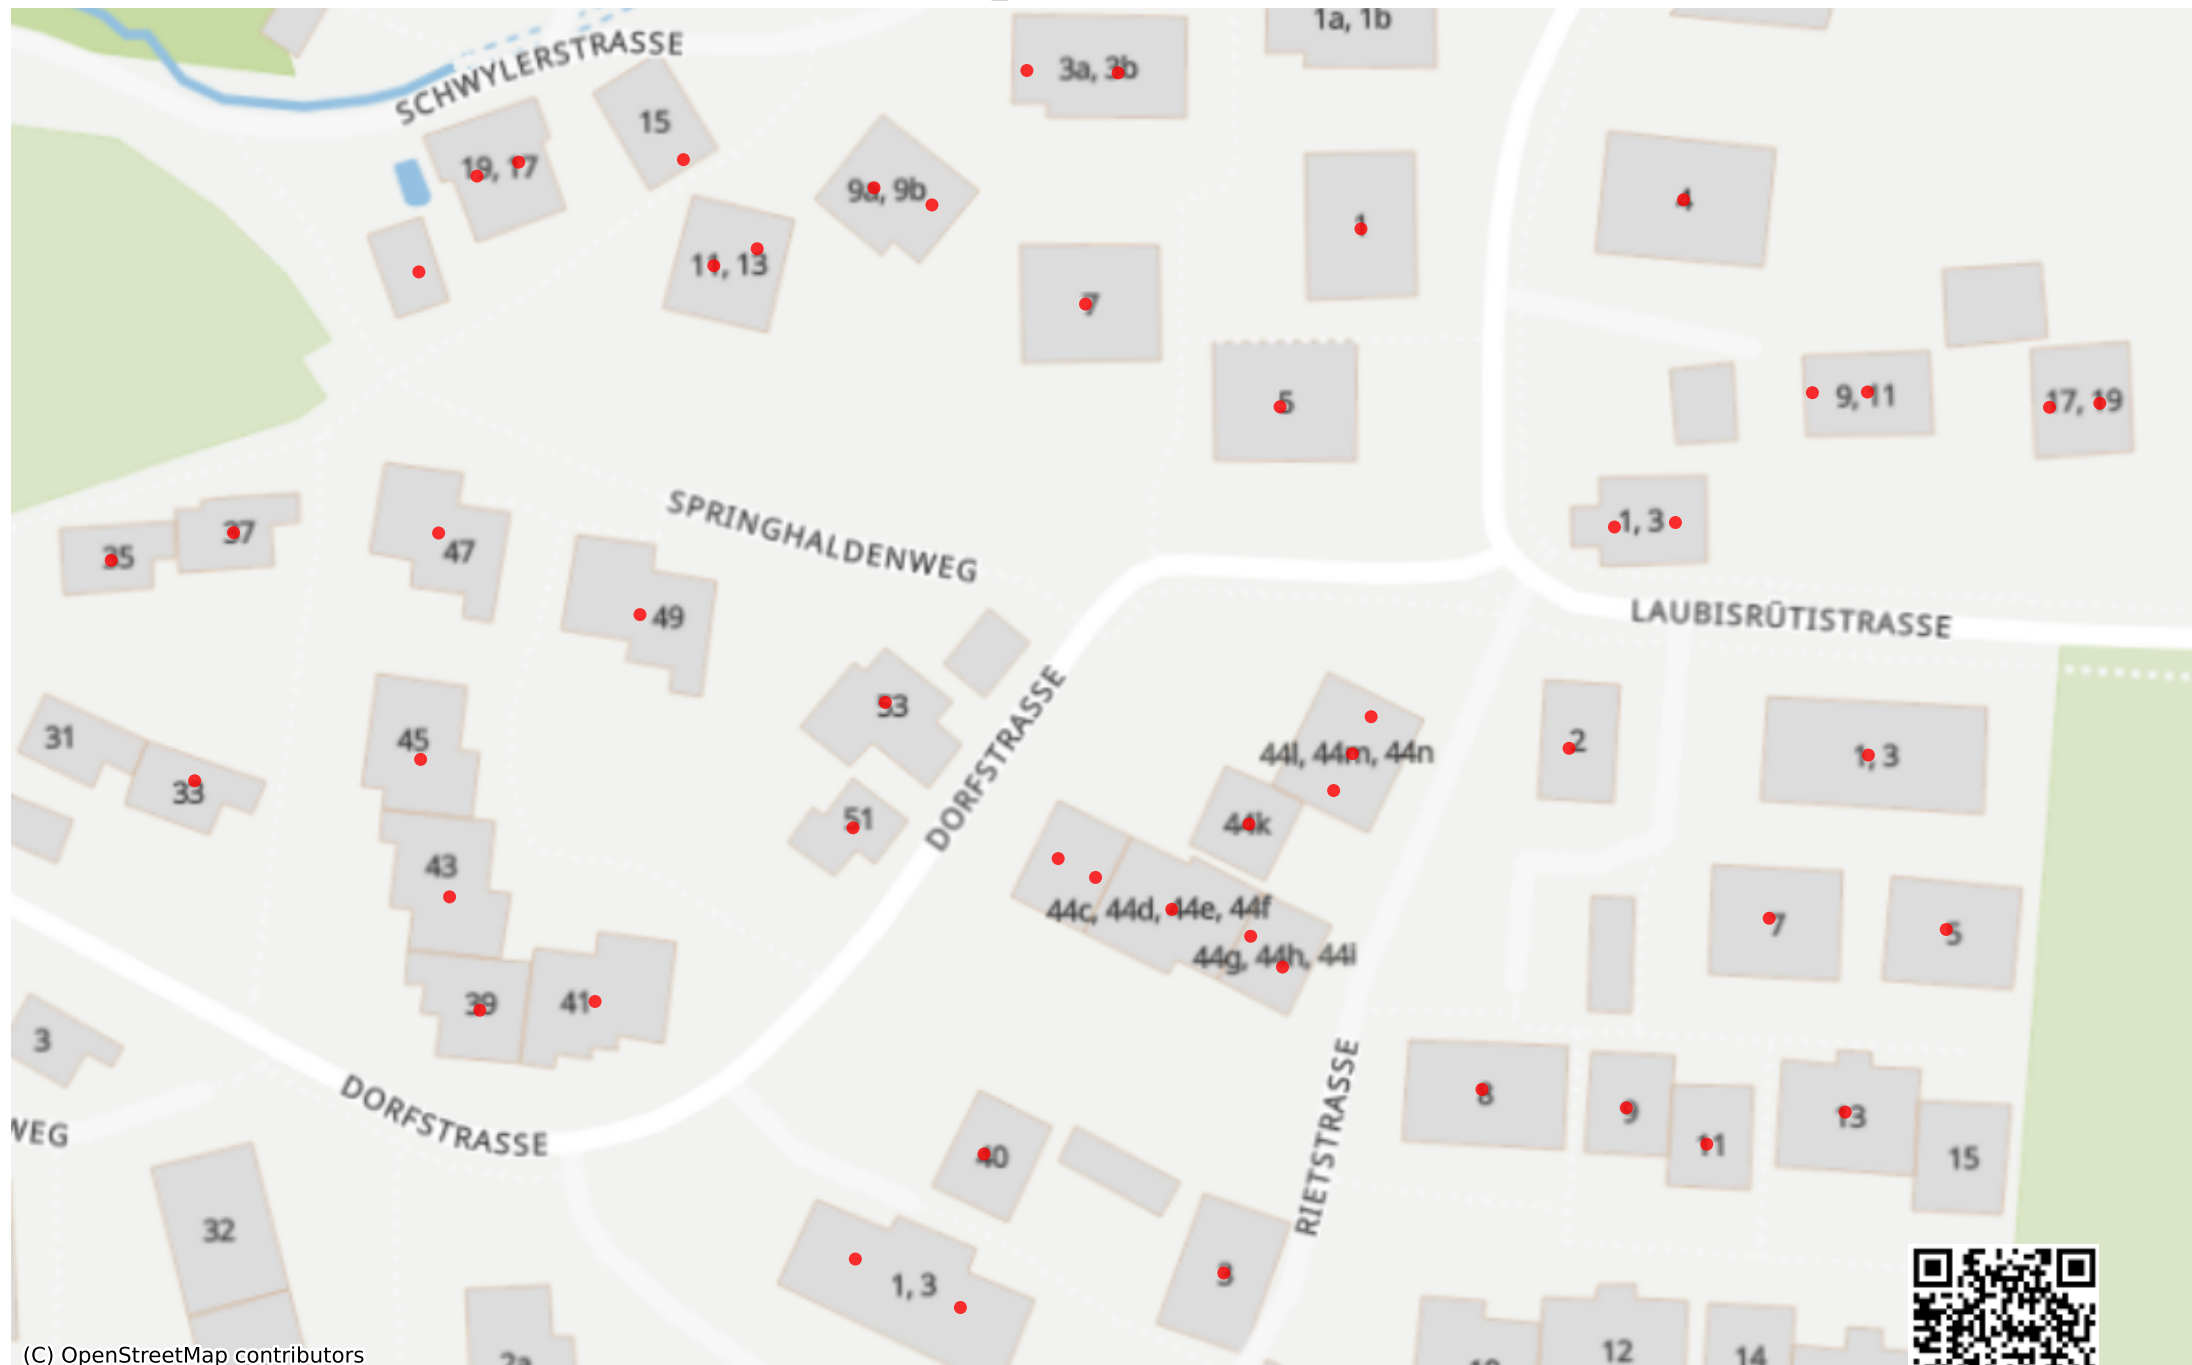 1a, 1b
SCHWYLERSTRASSE
3a, 3b
15
19, 17
9a, 9b
4
1
11, 13
7
5
9, 11
17, 19
SPRINGHALDENWEG
1, 3
37
35
47
49
LAUBISRÜTISTRASSE
53
DORFSTRASSE
31
45
33
2
44l, 44m, 44n
1, 3
51
44k
43
44c, 44d, 44e, 44f
7
5
44g, 44h, 44i
39
41
3
RIETSTRASSE
8
9
13
DORFSTRASSE
WEG
11
40
15
32
3
1, 3
12
14
2a
(C) OpenStreetMap contributors